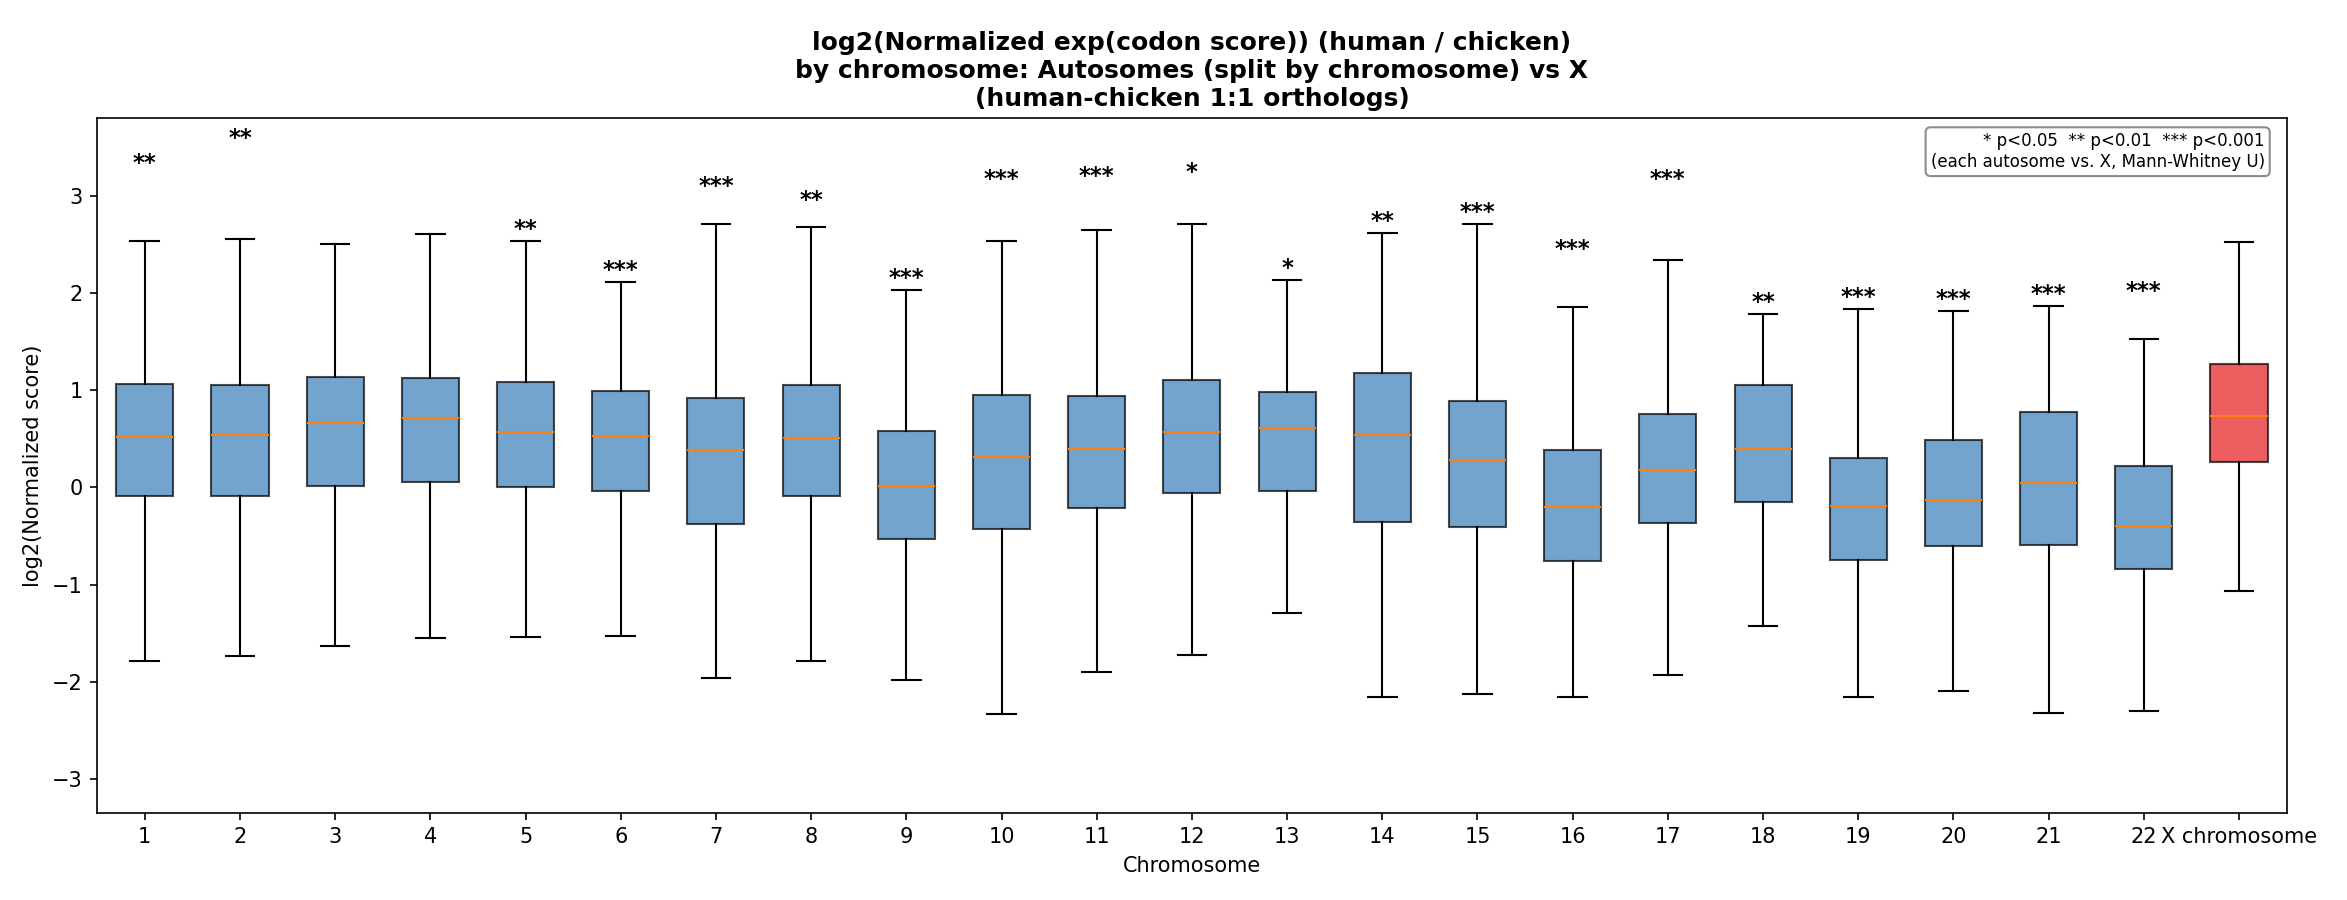 log2(Normalized exp(codon score)) (human / chicken)
by chromosome: Autosomes (split by chromosome) vs X
(human-chicken 1:1 orthologs)
* p<0.05  ** p<0.01  *** p<0.001
(each autosome vs. X, Mann-Whitney U)
** ** ** *** *** ** *** *** *** * * ** *** *** *** ** *** *** *** ***
log2(Normalized score)
3
2
1
0
−1
−2
−3
1 2 3 4 5 6 7 8 9 10 11 12 13 14 15 16 17 18 19 20 21 22 X chromosome
Chromosome